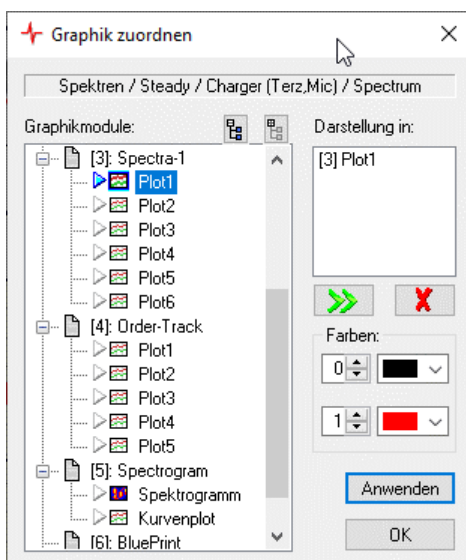 Graphik zuordnen
Spektren / Steady / Charger (Terz,Mic) / Spectrum
Graphikmodule:
Darstellung in:
[3]: Spectra-1
Plot1
Plot2
Plot3
Plot4
Plot5
Plot6
[4]: Order-Track
Plot1
Plot2
Plot3
Plot4
Plot5
[5]: Spectrogram
Spektrogramm
Kurvenplot
[6]: BluePrint
[3] Plot1
Farben:
0
1
Anwenden
OK